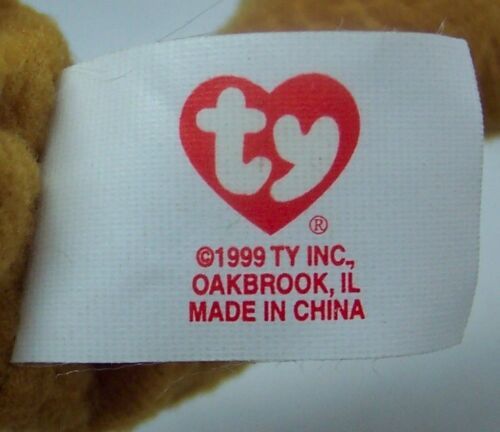 ty
®
©1999 TY INC.,
OAKBROOK, IL
MADE IN CHINA